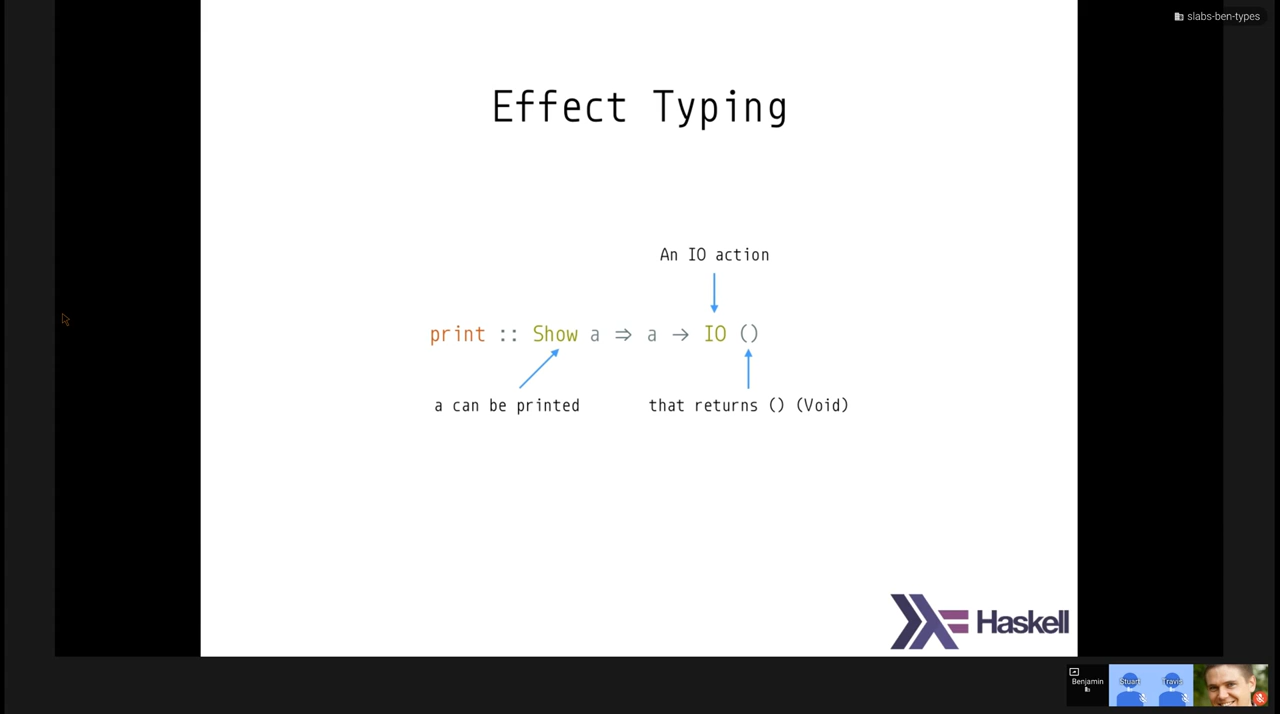 slabs-ben-types
Effect Typing
An IO action
print :: Show a ⇒ a → IO ()
a can be printed
that returns () (Void)
Haskell
Benjamin
Stuart
Travis